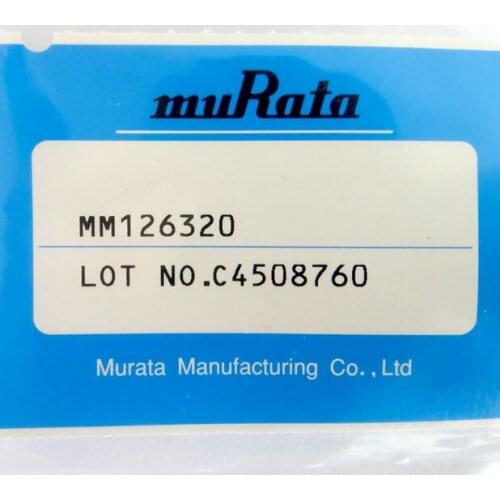 muRata
MM126320
LOT NO.C4508760
Murata Manufacturing Co.,Ltd